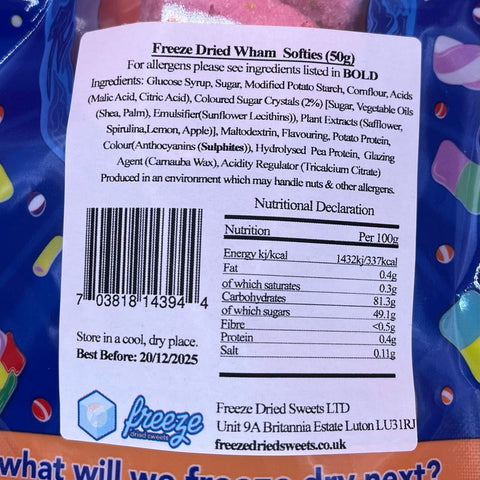 Freeze Dried Wham Softies (50g)
For allergens please see ingredients listed in BOLD
Ingredients: Glucose Syrup, Sugar, Modified Potato Starch, Cornflour, Acids
(Malic Acid, Citric Acid), Coloured Sugar Crystals (2%) [Sugar, Vegetable Oils
(Shea, Palm), Emulsifier(Sunflower Lecithins)), Plant Extracts (Safflower,
Spirulina,Lemon, Apple)], Maltodextrin, Flavouring, Potato Protein,
Colour(Anthocyanins (Sulphites)), Hydrolysed Pea Protein, Glazing
Agent (Carnauba Wax), Acidity Regulator (Tricalcium Citrate)
Produced in an environment which may handle nuts & other allergens.
Nutritional Declaration
Nutrition Per 100g
Energy kj/kcal 1432kj/337kcal
Fat 0.4g
of which saturates 0.3g
Carbohydrates 81.3g
of which sugars 49.1g
Fibre <0.5g
Protein 0.4g
Salt 0.11g
7 03818 14394 4
Store in a cool, dry place.
Best Before: 20/12/2025
freeze
dried sweets
Freeze Dried Sweets LTD
Unit 9A Britannia Estate Luton LU31RJ
freezedriedsweets.co.uk
what will we freeze dry next?